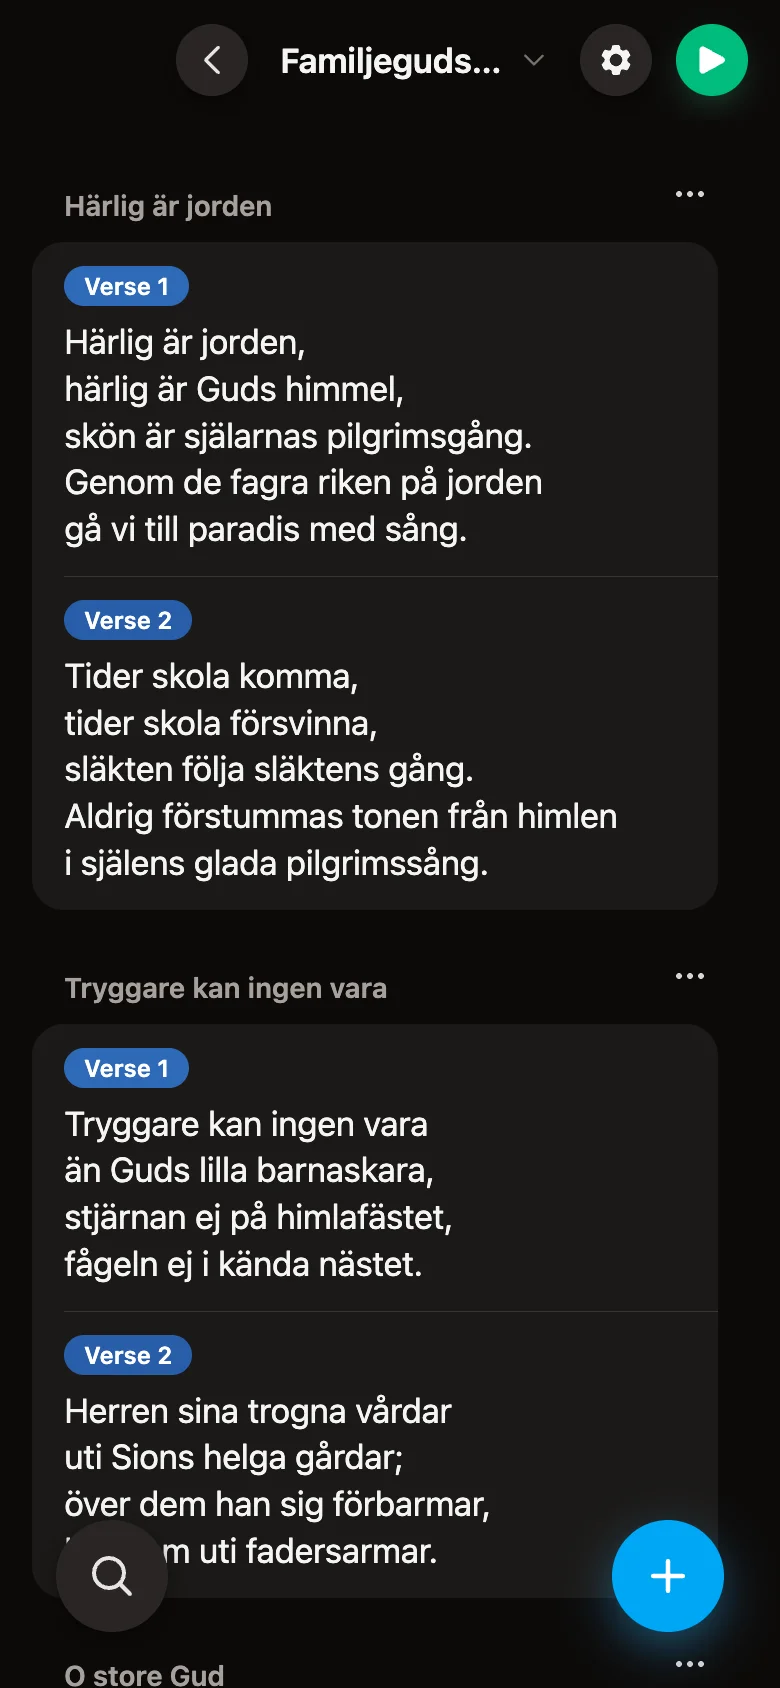 Familjeguds...
Härlig är jorden
Verse 1
Härlig är jorden,
härlig är Guds himmel,
skön är själarnas pilgrimsgång.
Genom de fagra riken på jorden
gå vi till paradis med sång.
Verse 2
Tider skola komma,
tider skola försvinna,
släkten följa släktens gång.
Aldrig förstummas tonen från himlen
i själens glada pilgrimssång.
Tryggare kan ingen vara
Verse 1
Tryggare kan ingen vara
än Guds lilla barnaskara,
stjärnan ej på himlafästet,
fågeln ej i kända nästet.
Verse 2
Herren sina trogna vårdar
uti Sions helga gårdar;
över dem han sig förbarmar,
uti fadersarmar.
O store Gud